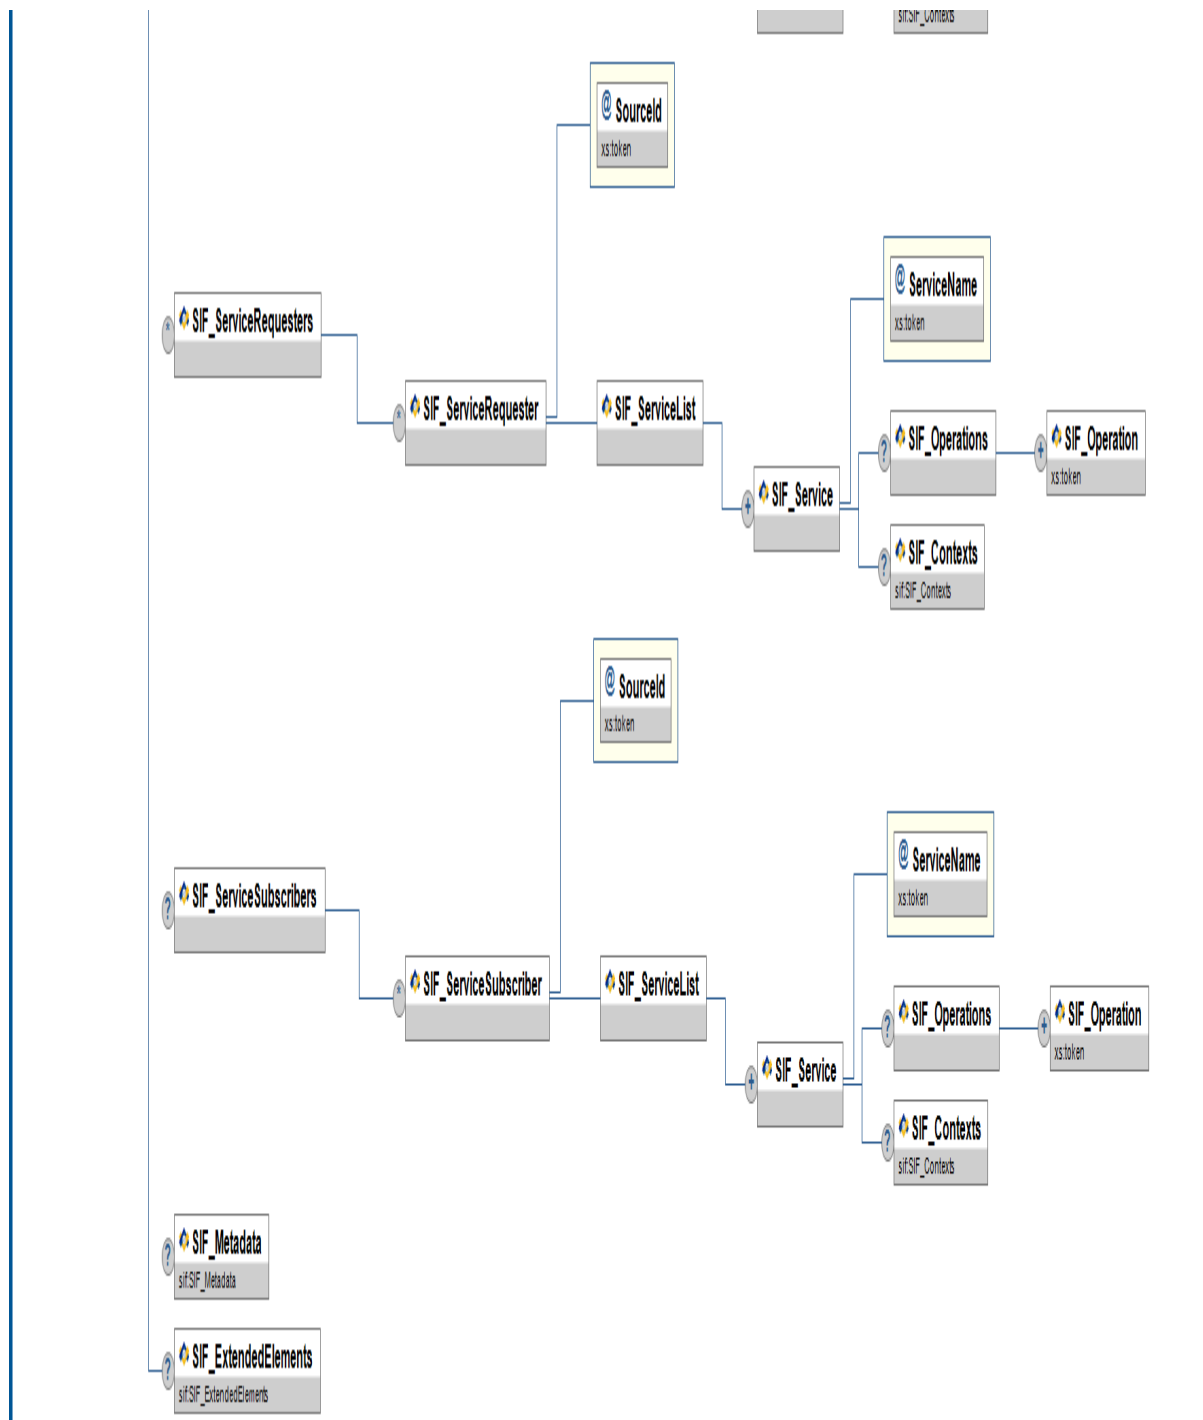 sif:SIF_Contexts
@ SourceId
xs:token
@ ServiceName
xs:token
* SIF_ServiceRequesters
* SIF_ServiceRequester
SIF_ServiceList
? SIF_Operations
+ SIF_Operation
xs:token
+ SIF_Service
? SIF_Contexts
sif:SIF_Contexts
@ SourceId
xs:token
@ ServiceName
xs:token
? SIF_ServiceSubscribers
* SIF_ServiceSubscriber
SIF_ServiceList
? SIF_Operations
+ SIF_Operation
xs:token
+ SIF_Service
? SIF_Contexts
sif:SIF_Contexts
? SIF_Metadata
sif:SIF_Metadata
? SIF_ExtendedElements
sif:SIF_ExtendedElements